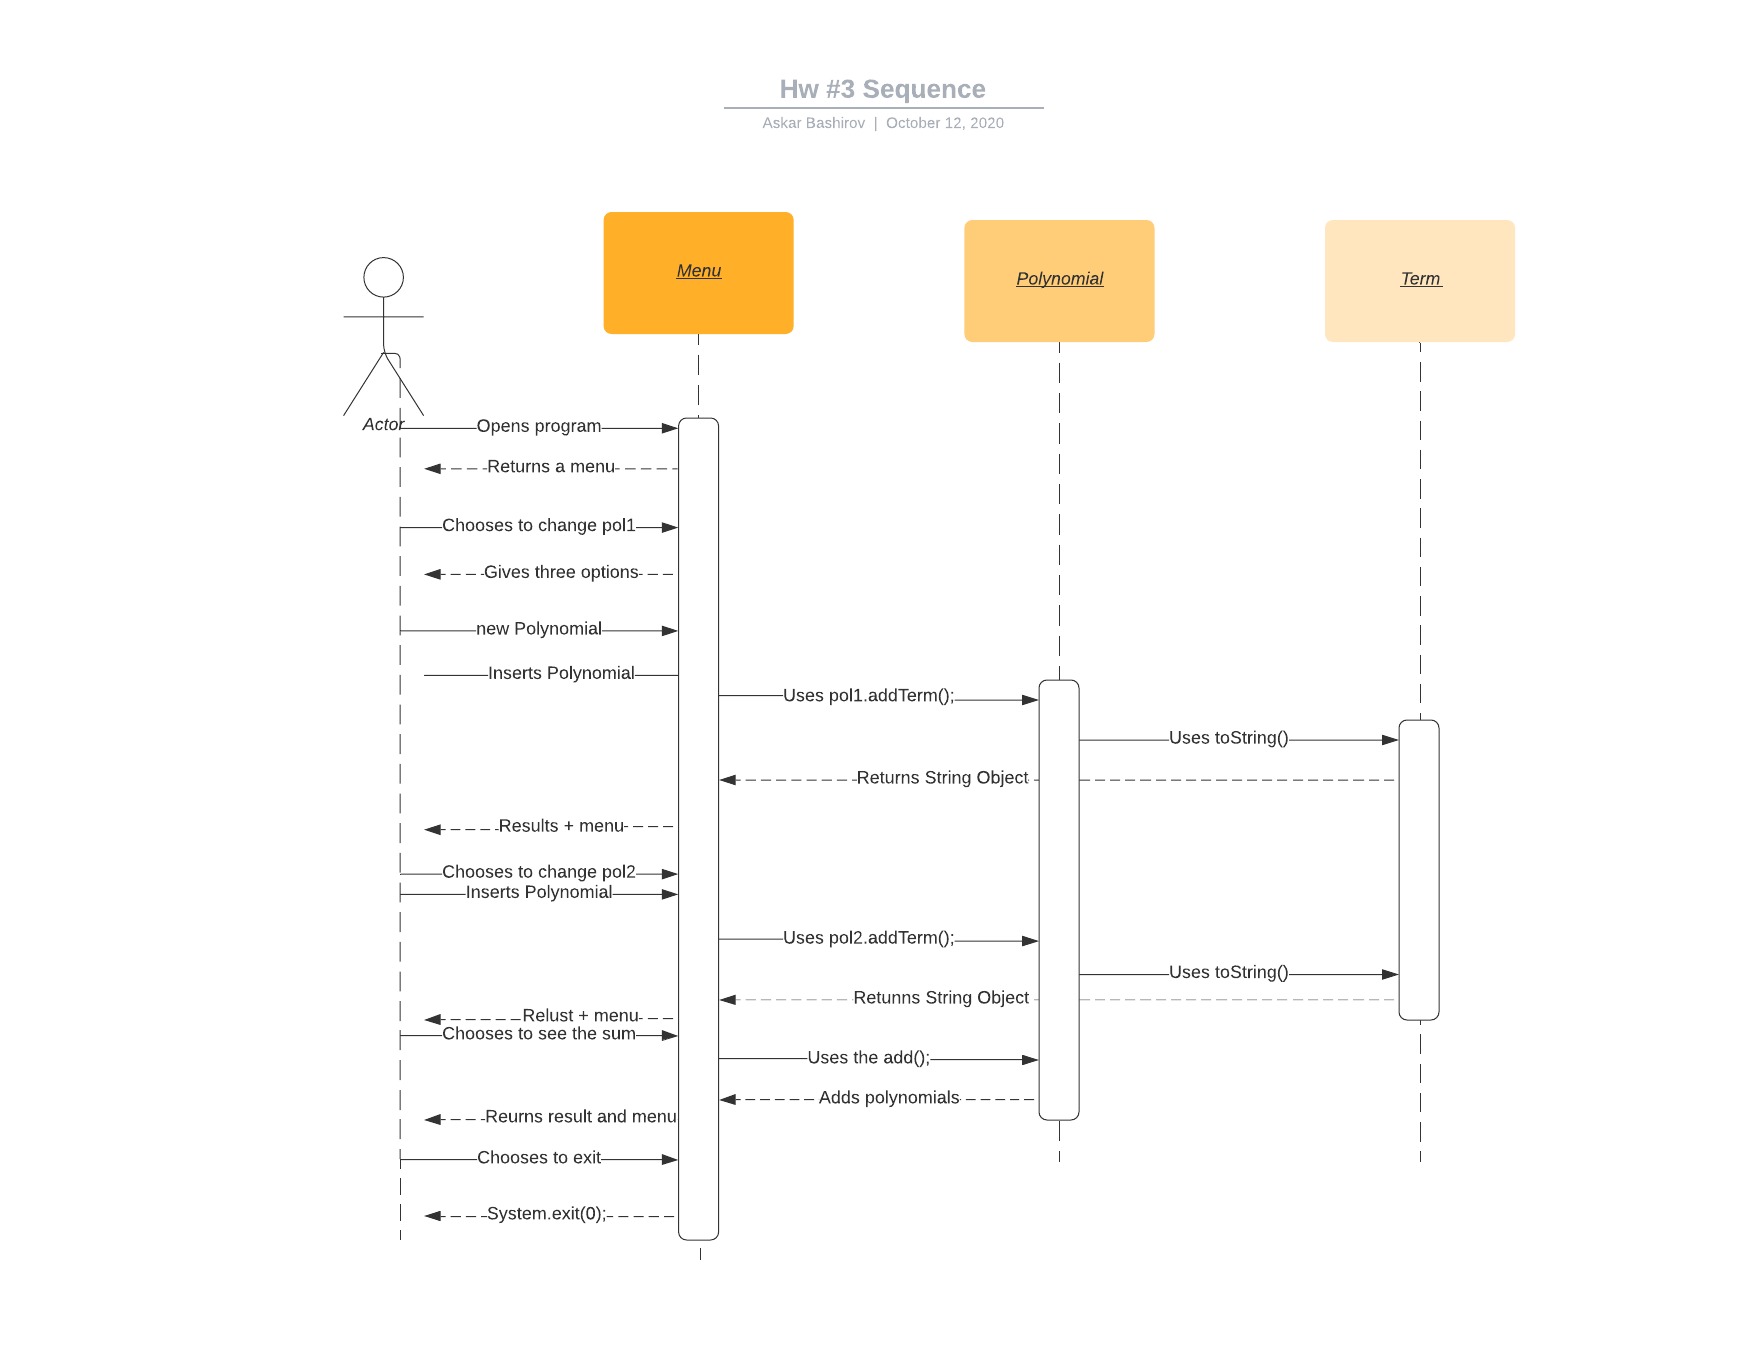 Hw #3 Sequence
Askar Bashirov | October 12, 2020
Menu
Polynomial
Term
Actor
Opens program
Returns a menu
Chooses to change pol1
Gives three options
new Polynomial
Inserts Polynomial
Uses pol1.addTerm();
Uses toString()
Returns String Object
Results + menu
Chooses to change pol2
Inserts Polynomial
Uses pol2.addTerm();
Uses toString()
Retunns String Object
Relust + menu
Chooses to see the sum
Uses the add();
Adds polynomials
Reurns result and menu
Chooses to exit
System.exit(0);